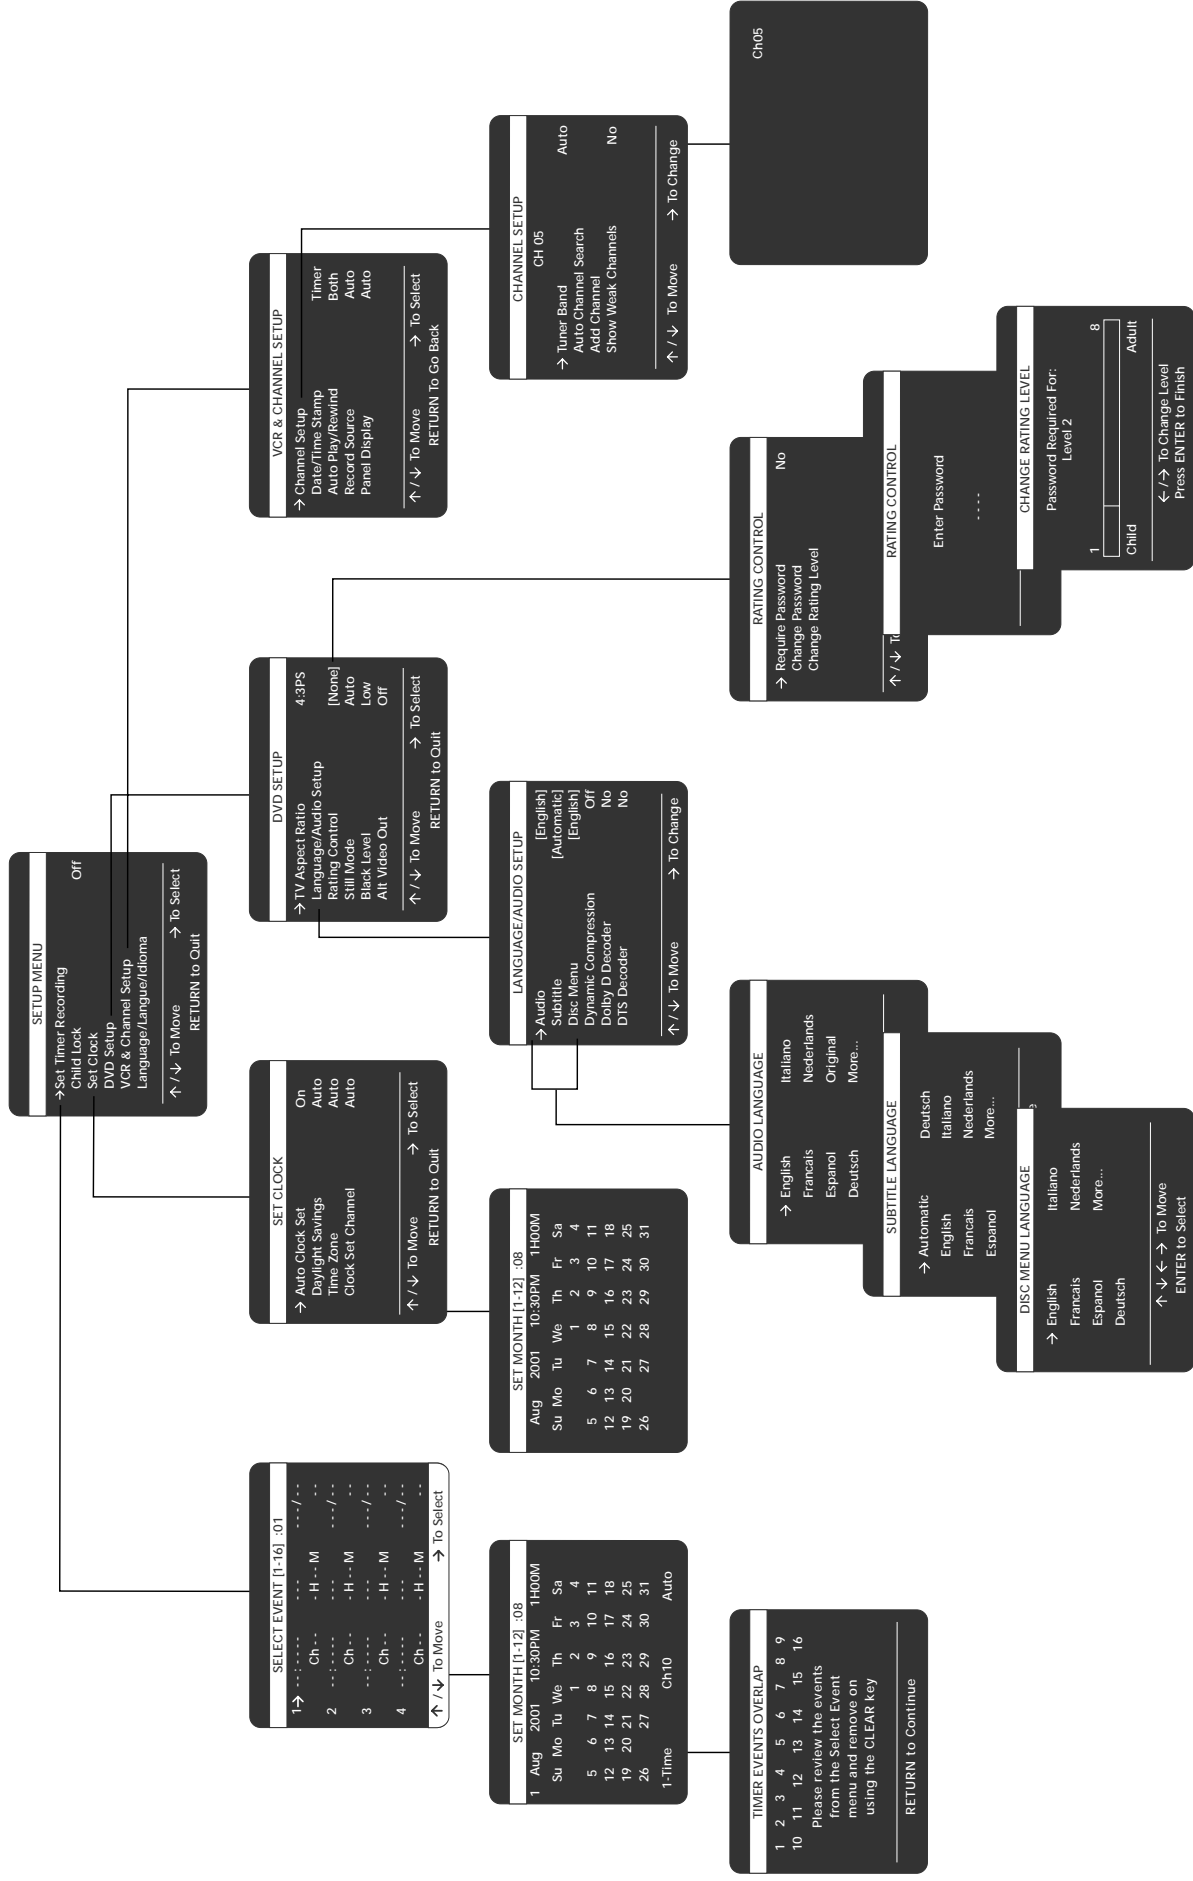 SETUP MENU
→Set Timer Recording
Child Lock Off
Set Clock
DVD Setup
VCR & Channel Setup
Language/Langue/Idioma
↑ / ↓ To Move → To Select
RETURN to Quit
SELECT EVENT [1-16] :01
1→ --:---- --- ---/--
Ch-- -H--M --
2 --:---- --- ---/--
Ch-- -H--M --
3 --:---- --- ---/--
Ch-- -H--M --
4 --:---- --- ---/--
Ch-- -H--M --
↑ / ↓ To Move → To Select
SET CLOCK
→ Auto Clock Set On
Daylight Savings Auto
Time Zone Auto
Clock Set Channel Auto
↑ / ↓ To Move → To Select
RETURN to Quit
DVD SETUP
→TV Aspect Ratio 4:3PS
Language/Audio Setup
Rating Control [None]
Still Mode Auto
Black Level Low
Alt Video Out Off
↑ / ↓ To Move → To Select
RETURN to Quit
VCR & CHANNEL SETUP
→ Channel Setup
Date/Time Stamp Timer
Auto Play/Rewind Both
Record Source Auto
Panel Display Auto
↑ / ↓ To Move → To Select
RETURN To Go Back
SET MONTH [1-12] :08
1 Aug 2001 10:30PM 1H00M
Su Mo Tu We Th Fr Sa
1 2 3 4
5 6 7 8 9 10 11
12 13 14 15 16 17 18
19 20 21 22 23 24 25
26 27 28 29 30 31
1-Time Ch10 Auto
SET MONTH [1-12] :08
Aug 2001 10:30PM 1H00M
Su Mo Tu We Th Fr Sa
1 2 3 4
5 6 7 8 9 10 11
12 13 14 15 16 17 18
19 20 21 22 23 24 25
26 27 28 29 30 31
LANGUAGE/AUDIO SETUP
→Audio [English]
Subtitle [Automatic]
Disc Menu [English]
Dynamic Compression Off
Dolby D Decoder No
DTS Decoder No
↑ / ↓ To Move → To Change
CHANNEL SETUP
CH 05
→ Tuner Band Auto
Auto Channel Search
Add Channel
Show Weak Channels No
↑ / ↓ To Move → To Change
TIMER EVENTS OVERLAP
1 2 3 4 5 6 7 8 9
10 11 12 13 14 15 16
Please review the events
from the Select Event
menu and remove on
using the CLEAR key
RETURN to Continue
AUDIO LANGUAGE
→ English Italiano
Francais Nederlands
Espanol Original
Deutsch More...
SUBTITLE LANGUAGE
→ Automatic Deutsch
English Italiano
Francais Nederlands
Espanol More...
DISC MENU LANGUAGE
→ English Italiano
Francais Nederlands
Espanol More...
Deutsch
↑ ↓ ← → To Move
ENTER to Select
RATING CONTROL
→ Require Password No
Change Password
Change Rating Level
↑ / ↓
RATING CONTROL
Enter Password
- - - -
CHANGE RATING LEVEL
Password Required For:
Level 2
1 8
Child Adult
← / → To Change Level
Press ENTER to Finish
Ch05